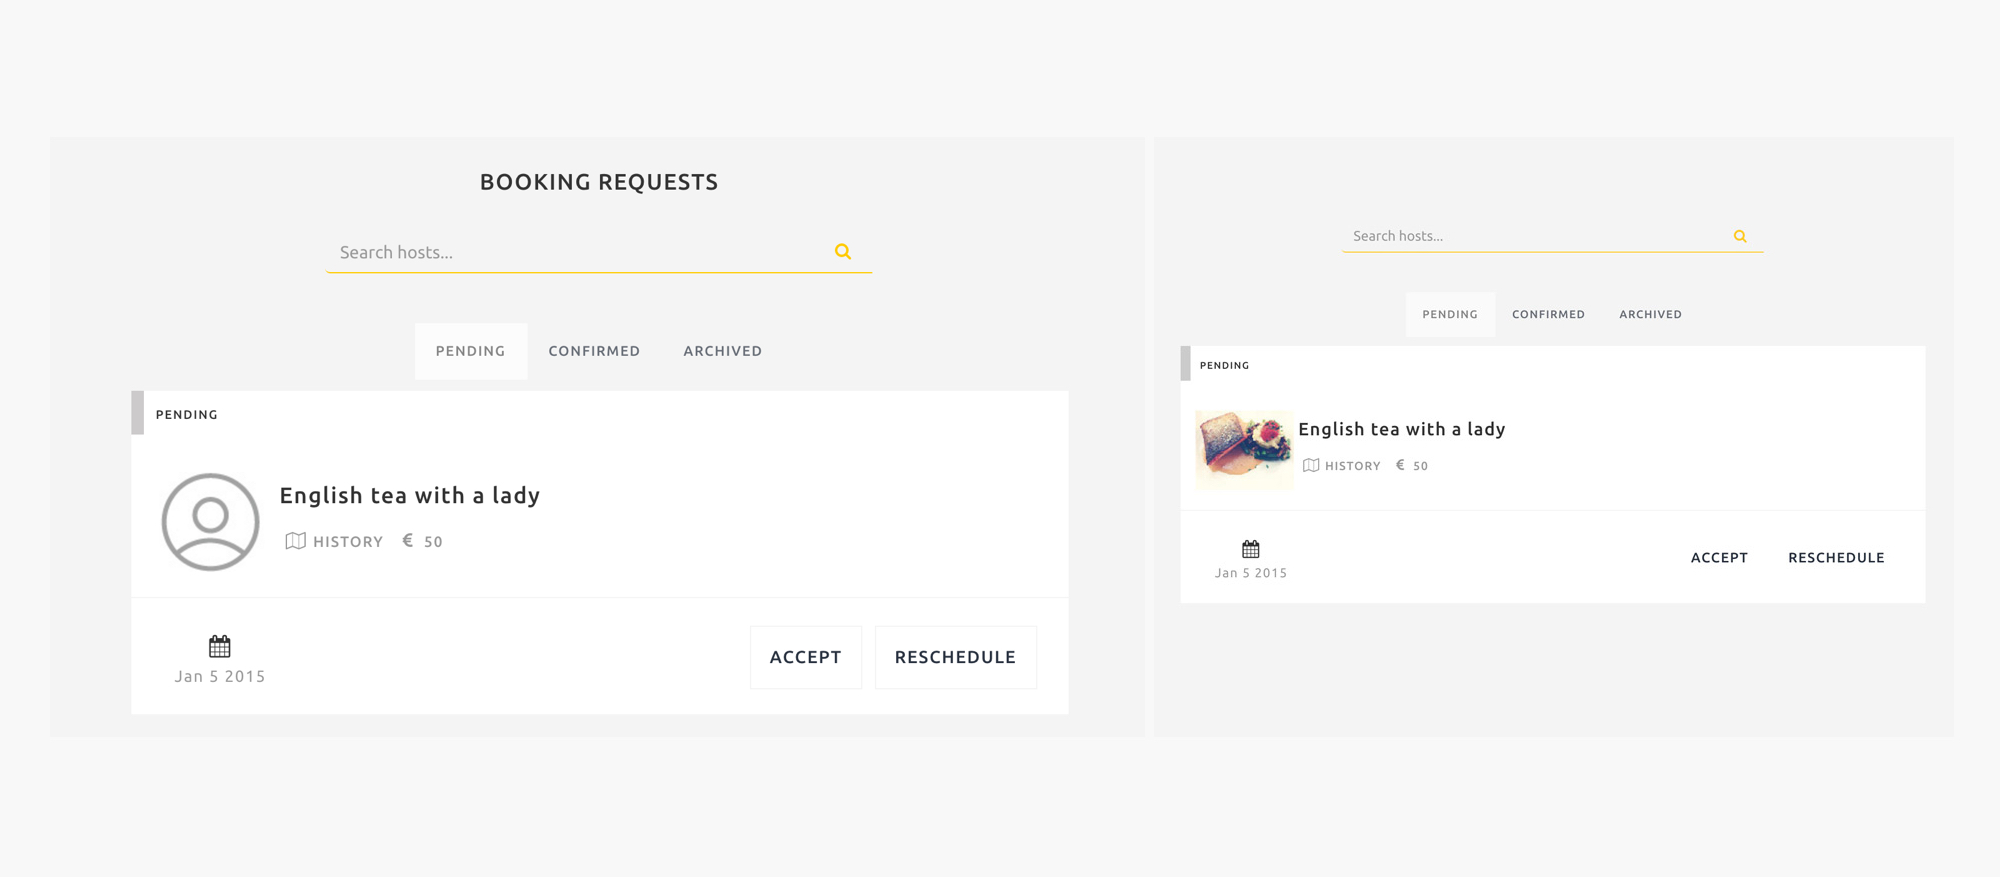 BOOKING REQUESTS
Search hosts...
PENDING CONFIRMED ARCHIVED
PENDING
English tea with a lady
HISTORY € 50
Jan 5 2015
ACCEPT RESCHEDULE
Search hosts...
PENDING CONFIRMED ARCHIVED
PENDING
English tea with a lady
HISTORY € 50
ACCEPT RESCHEDULE
Jan 5 2015